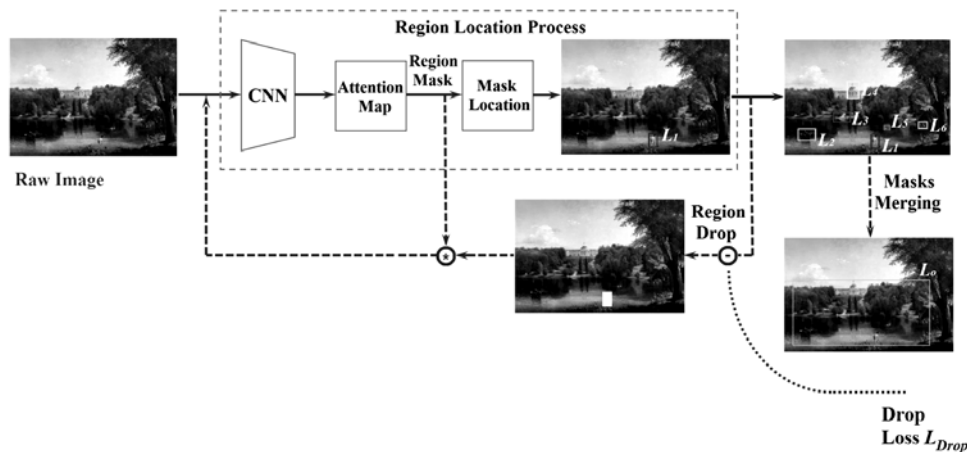 Region Location Process
Raw Image
CNN
Attention
Map
Region
Mask
Mask
Location
L1
L3
L5
L6
L2
L1
Masks
Merging
Region
Drop
Lo
Drop
Loss LDrop